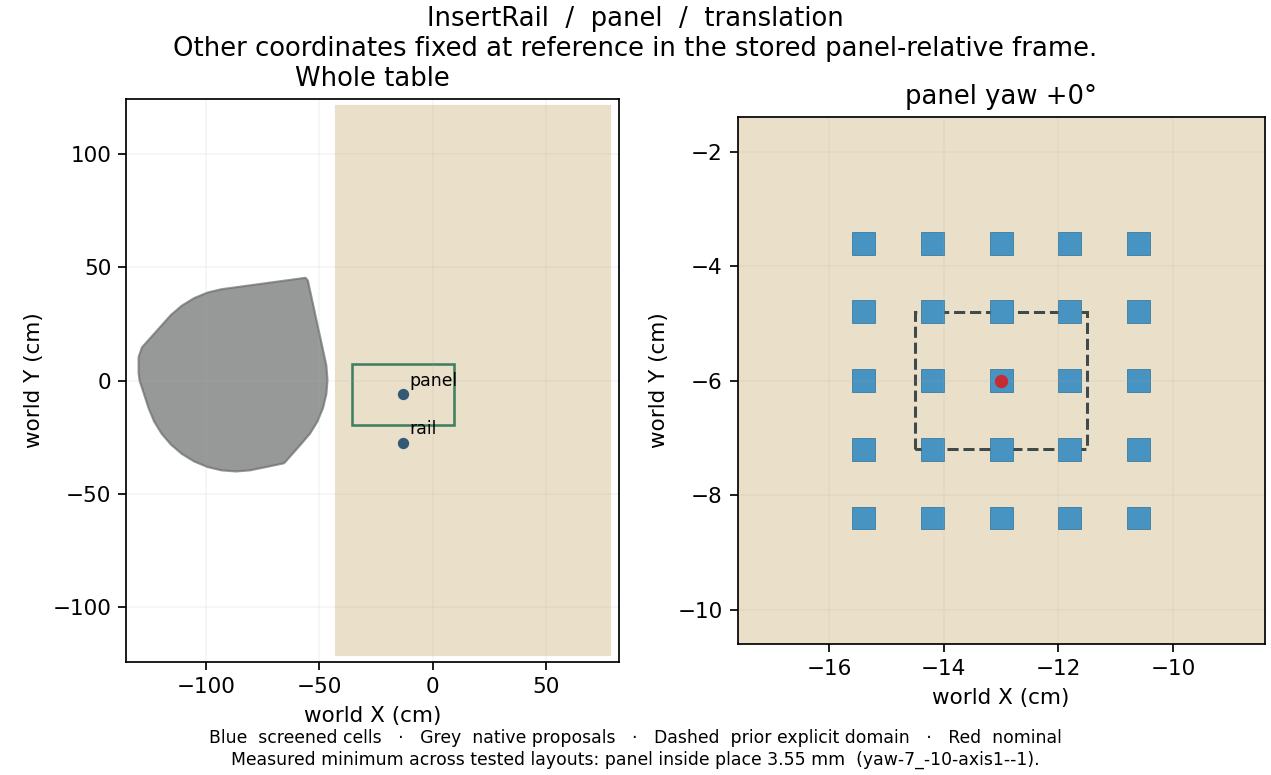 InsertRail / panel / translation
Other coordinates fixed at reference in the stored panel-relative frame.
Whole table
world Y (cm)
100
50
0
−50
−100
panel
rail
−100
−50
0
50
world X (cm)
panel yaw +0°
world Y (cm)
−2
−4
−6
−8
−10
−16
−14
−12
−10
world X (cm)
Blue screened cells · Grey native proposals · Dashed prior explicit domain · Red nominal
Measured minimum across tested layouts: panel inside place 3.55 mm (yaw-7_-10-axis1--1).